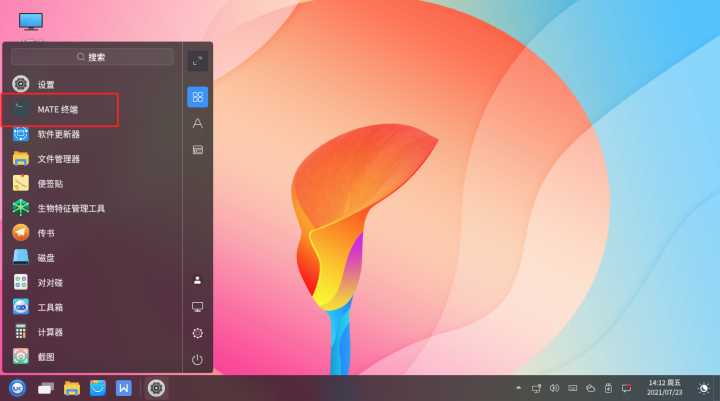 搜索
设置
MATE 终端
软件更新器
文件管理器
便签贴
生物特征管理工具
传书
磁盘
对对碰
工具箱
计算器
截图
14:12 周五
2021/07/23